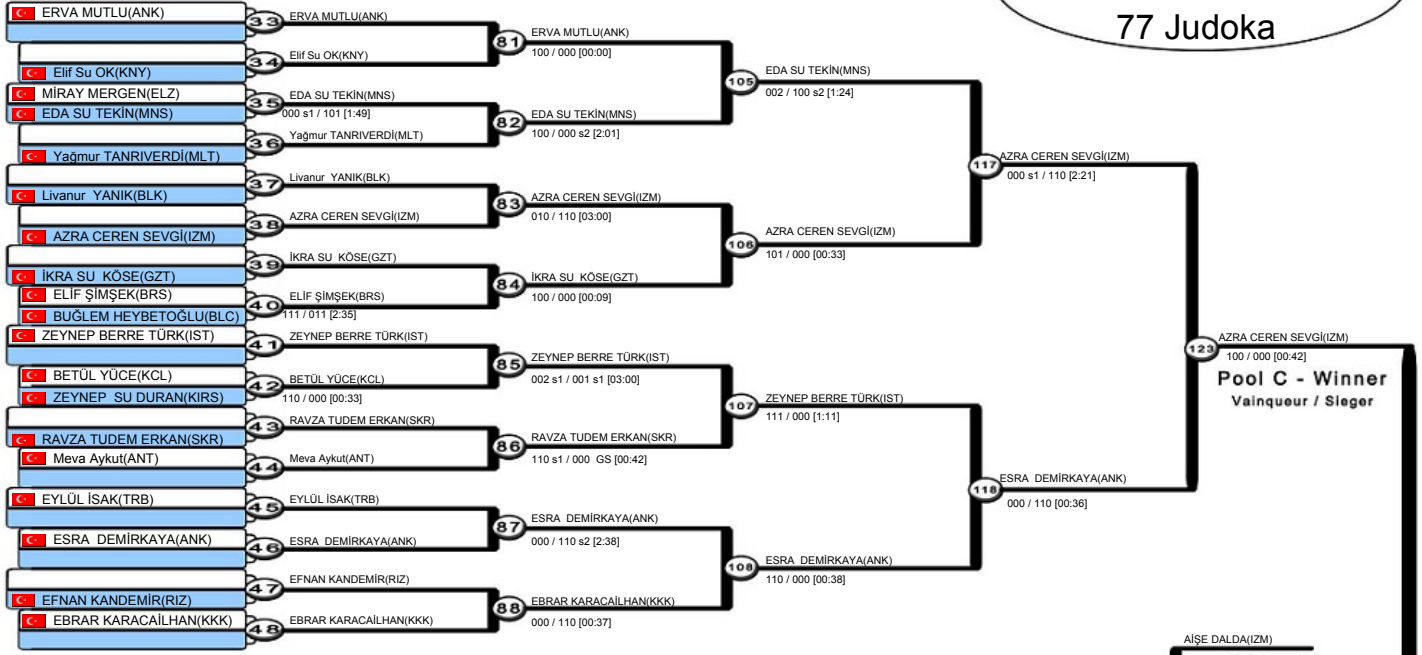 77 Judoka
ERVA MUTLU(ANK)
33
ERVA MUTLU(ANK)
Elif Su OK(KNY)
34
Elif Su OK(KNY)
81
ERVA MUTLU(ANK)
100 / 000 [00:00]
MİRAY MERGEN(ELZ)
EDA SU TEKİN(MNS)
35
EDA SU TEKİN(MNS)
000 s1 / 101 [1:49]
Yağmur TANRIVERDİ(MLT)
36
Yağmur TANRIVERDİ(MLT)
82
EDA SU TEKİN(MNS)
100 / 000 s2 [2:01]
105
EDA SU TEKİN(MNS)
002 / 100 s2 [1:24]
Livanur YANIK(BLK)
37
Livanur YANIK(BLK)
AZRA CEREN SEVGİ(IZM)
38
AZRA CEREN SEVGİ(IZM)
83
AZRA CEREN SEVGİ(IZM)
010 / 110 [03:00]
İKRA SU KÖSE(GZT)
39
İKRA SU KÖSE(GZT)
ELİF ŞİMŞEK(BRS)
BUĞLEM HEYBETOĞLU(BLC)
40
ELİF ŞİMŞEK(BRS)
111 / 011 [2:35]
84
İKRA SU KÖSE(GZT)
100 / 000 [00:09]
106
AZRA CEREN SEVGİ(IZM)
101 / 000 [00:33]
117
AZRA CEREN SEVGİ(IZM)
000 s1 / 110 [2:21]
ZEYNEP BERRE TÜRK(IST)
41
ZEYNEP BERRE TÜRK(IST)
BETÜL YÜCE(KCL)
ZEYNEP SU DURAN(KIRS)
42
BETÜL YÜCE(KCL)
110 / 000 [00:33]
85
ZEYNEP BERRE TÜRK(IST)
002 s1 / 001 s1 [03:00]
RAVZA TUDEM ERKAN(SKR)
43
RAVZA TUDEM ERKAN(SKR)
Meva Aykut(ANT)
44
Meva Aykut(ANT)
86
RAVZA TUDEM ERKAN(SKR)
110 s1 / 000 GS [00:42]
107
ZEYNEP BERRE TÜRK(IST)
111 / 000 [1:11]
EYLÜL İSAK(TRB)
45
EYLÜL İSAK(TRB)
ESRA DEMİRKAYA(ANK)
46
ESRA DEMİRKAYA(ANK)
87
ESRA DEMİRKAYA(ANK)
000 / 110 s2 [2:38]
EFNAN KANDEMİR(RIZ)
47
EFNAN KANDEMİR(RIZ)
EBRAR KARACAİLHAN(KKK)
48
EBRAR KARACAİLHAN(KKK)
88
EBRAR KARACAİLHAN(KKK)
000 / 110 [00:37]
108
ESRA DEMİRKAYA(ANK)
110 / 000 [00:38]
118
ESRA DEMİRKAYA(ANK)
000 / 110 [00:36]
123
AZRA CEREN SEVGİ(IZM)
100 / 000 [00:42]
Pool C - Winner
Vainqueur / Sieger
AİŞE DALDA(IZM)